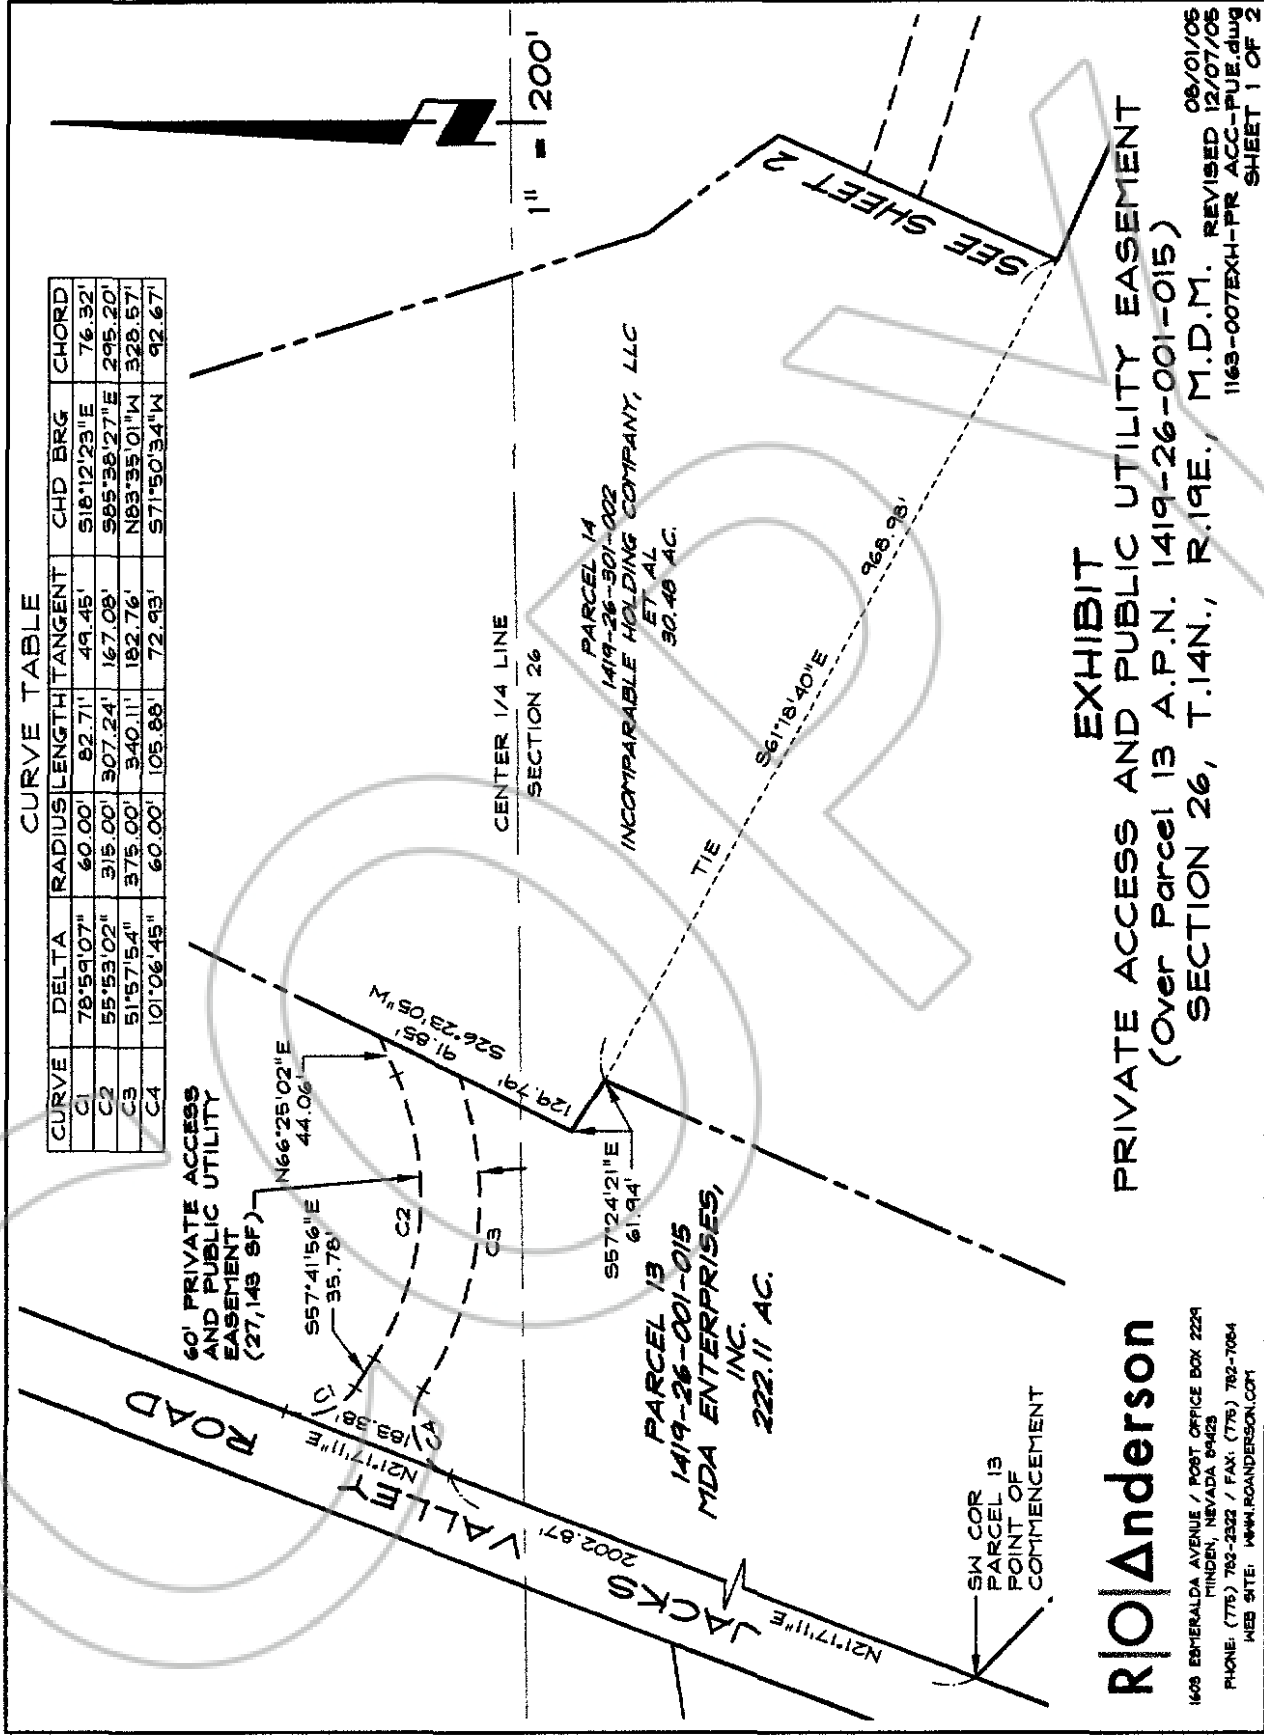 CURVE TABLE
CURVE DELTA RADIUS LENGTH TANGENT CHD BRG CHORD
C1 78°59'07" 60.00' 82.71' 49.45' S18°12'23"E 76.32'
C2 55°53'02" 315.00' 307.24' 167.08' S85°38'27"E 295.20'
C3 51°57'54" 375.00' 340.11' 182.76' N83°35'01"W 328.57'
C4 101°06'45" 60.00' 105.88' 72.93' S71°50'34"W 92.67'
1" = 200'
60' PRIVATE ACCESS
AND PUBLIC UTILITY
EASEMENT
(27,143 SF)
N66°25'02"E
44.06'
S57°41'56"E
35.78'
C1
C2
C3
C4
183.38'
N21°17'11"E
91.85'
S26°23'05"W
129.79'
S57°24'21"E
61.94'
CENTER 1/4 LINE
SECTION 26
PARCEL 14
1419-26-301-002
INCOMPARABLE HOLDING COMPANY, LLC
ET AL
30.48 AC.
TIE
S61°18'40"E
968.98'
SEE SHEET 2
JACKS VALLEY ROAD
2002.87'
N21°17'11"E
PARCEL 13
1419-26-001-015
MDA ENTERPRISES,
INC.
222.11 AC.
SW COR
PARCEL 13
POINT OF
COMMENCEMENT
COPY
R|O|Anderson
1603 ESMERALDA AVENUE / POST OFFICE BOX 2229
MINDEN, NEVADA 89423
PHONE: (775) 782-2322 / FAX: (775) 782-7084
WEB SITE: WWW.ROANDERSON.COM
EXHIBIT
PRIVATE ACCESS AND PUBLIC UTILITY EASEMENT
(Over Parcel 13 A.P.N. 1419-26-001-015)
SECTION 26, T.14N., R.19E., M.D.M.
08/01/05
REVISED 12/07/05
1163-007EXH-PR ACC-PUE.dwg
SHEET 1 OF 2